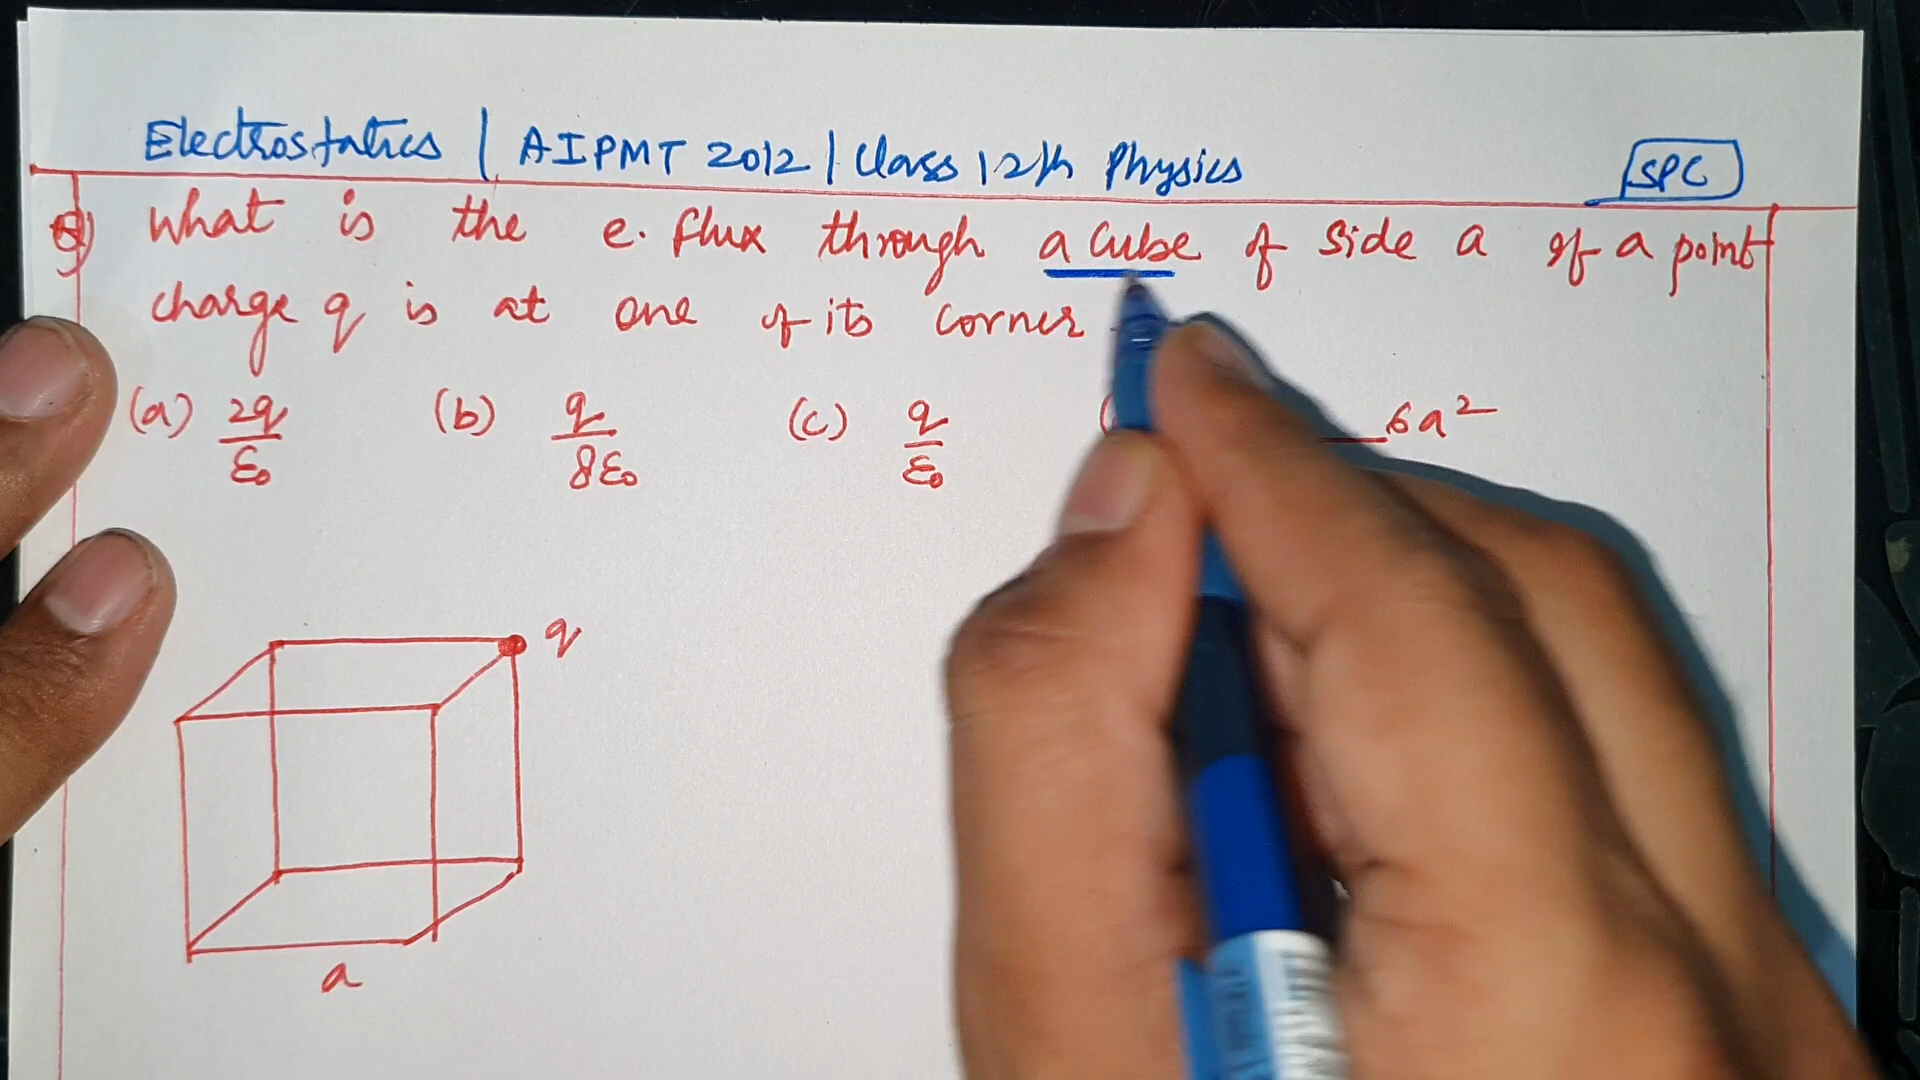 Electrostatics | AIPMT 2012 | Class 12th Physics
SPC
Q) What is the e. flux through a cube of side a if a point
charge q is at one of its corner
(a) 2q/ε₀ (b) q/8ε₀ (c) q/ε₀ 6a²
q
a